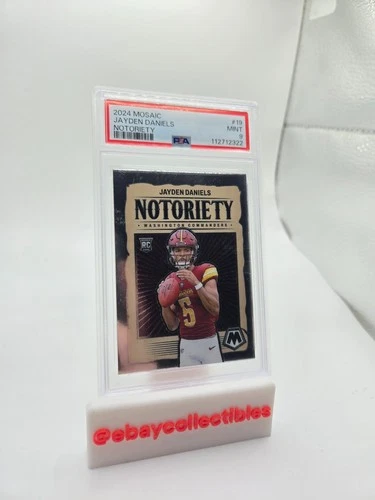 2024 MOSAIC #19
JAYDEN DANIELS MINT
NOTORIETY 9
PSA 112712322
JAYDEN DANIELS
NOTORIETY
WASHINGTON COMMANDERS
RC
5
M
@ebaycollectibles